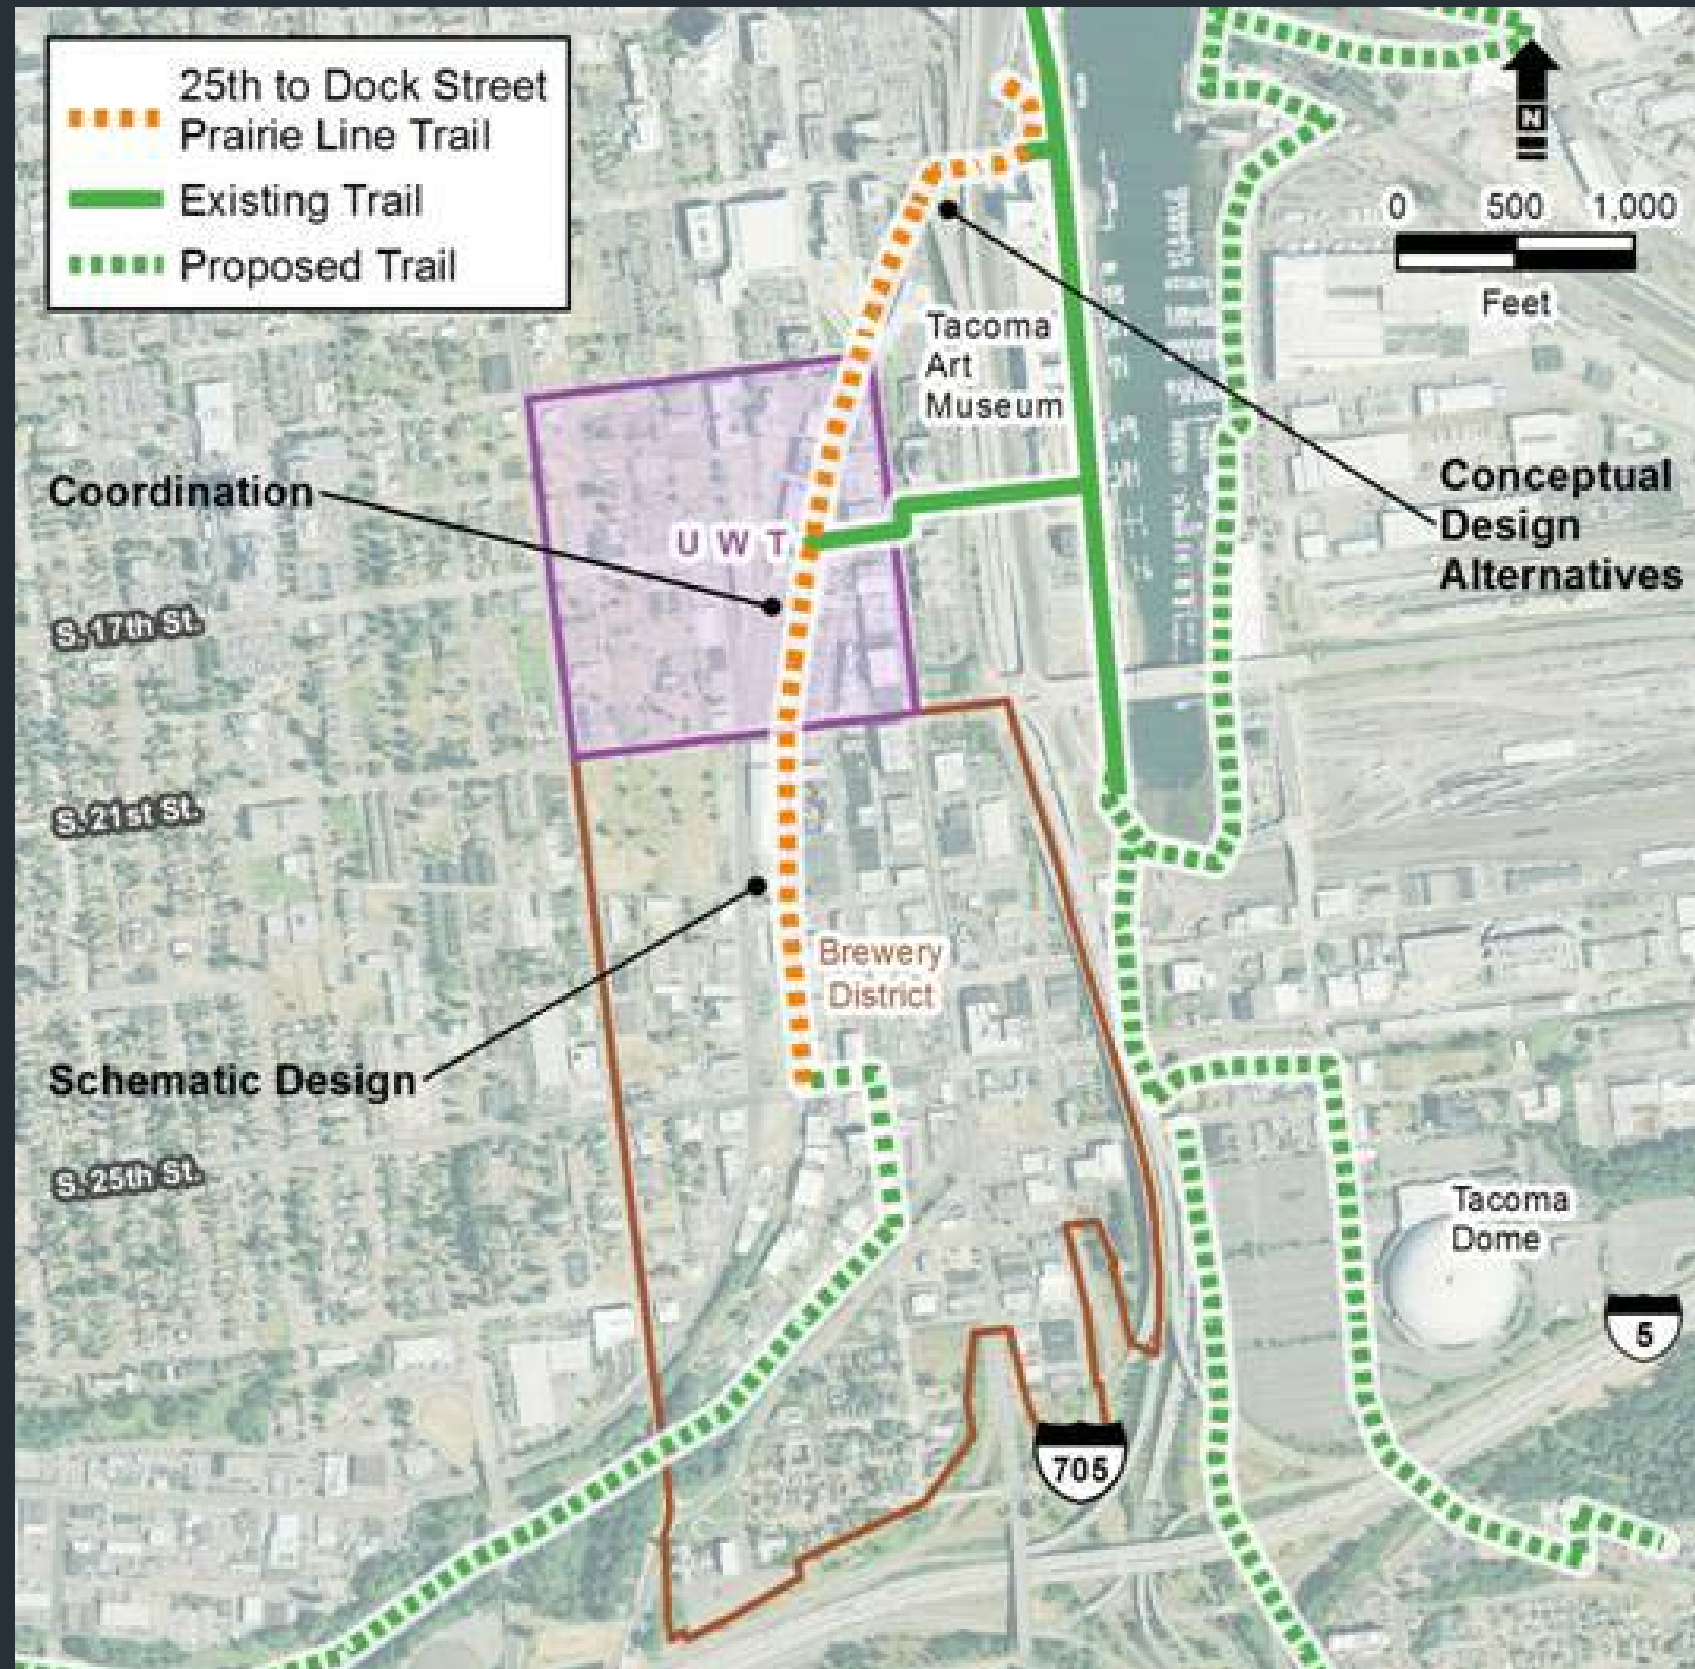 25th to Dock Street
Prairie Line Trail
Existing Trail
Proposed Trail
N
0 500 1,000
Feet
Tacoma
Art
Museum
Coordination
Conceptual
Design
Alternatives
U W T
S. 17th St.
S. 21st St.
Brewery
District
Schematic Design
S. 25th St.
Tacoma
Dome
5
705